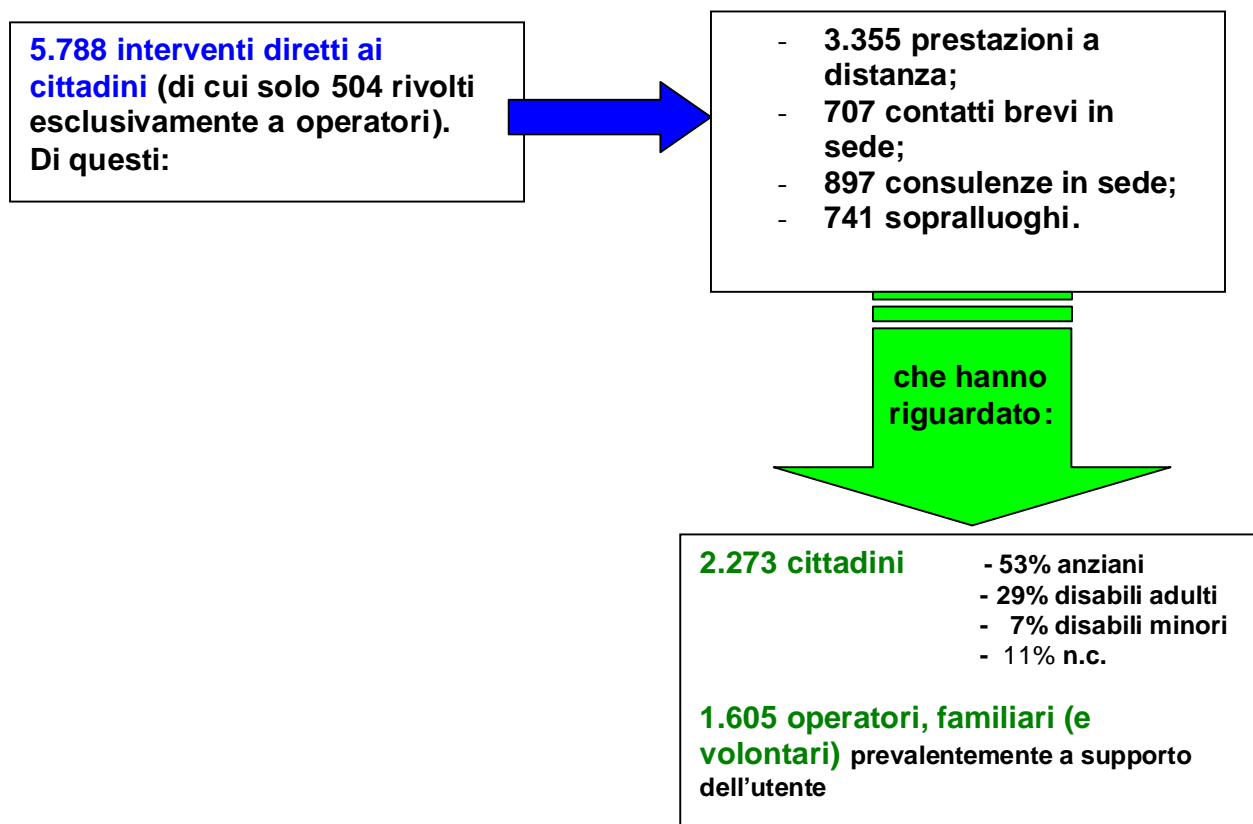 5.788 interventi diretti ai
cittadini (di cui solo 504 rivolti
esclusivamente a operatori).
Di questi:
- 3.355 prestazioni a
distanza;
- 707 contatti brevi in
sede;
- 897 consulenze in sede;
- 741 sopralluoghi.
che hanno
riguardato:
2.273 cittadini - 53% anziani
- 29% disabili adulti
- 7% disabili minori
- 11% n.c.
1.605 operatori, familiari (e
volontari) prevalentemente a supporto
dell'utente